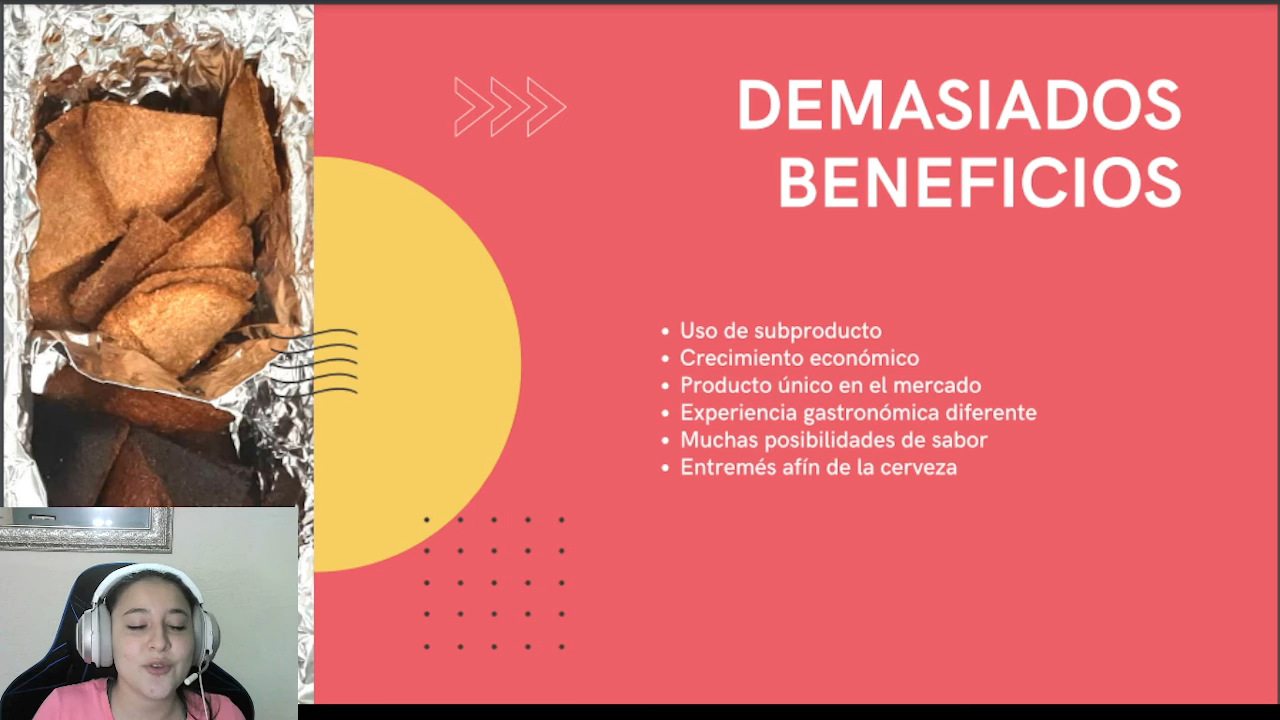 DEMASIADOS
BENEFICIOS
• Uso de subproducto
• Crecimiento económico
• Producto único en el mercado
• Experiencia gastronómica diferente
• Muchas posibilidades de sabor
• Entremés afín de la cerveza